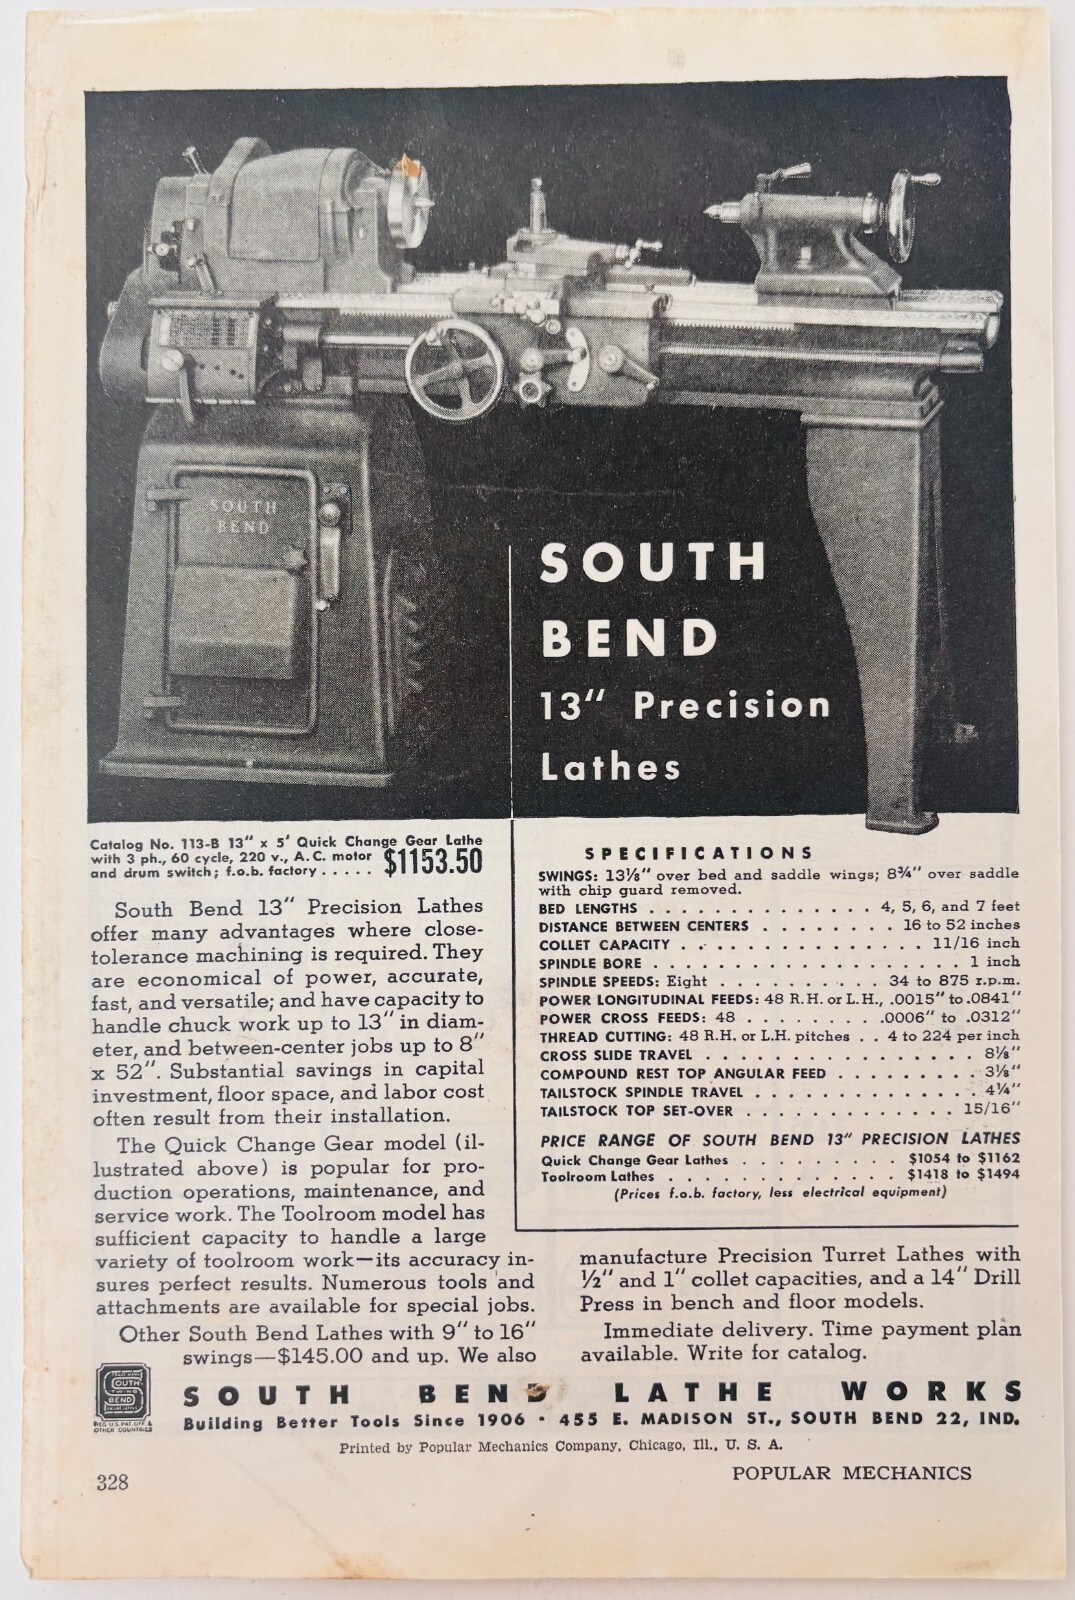 SOUTH
BEND
SOUTH
BEND
13" Precision
Lathes
Catalog No. 113-B 13" x 5' Quick Change Gear Lathe
with 3 ph., 60 cycle, 220 v., A.C. motor
and drum switch; f.o.b. factory . . . . . $1153.50
South Bend 13" Precision Lathes
offer many advantages where close-
tolerance machining is required. They
are economical of power, accurate,
fast, and versatile; and have capacity to
handle chuck work up to 13" in diam-
eter, and between-center jobs up to 8"
x 52". Substantial savings in capital
investment, floor space, and labor cost
often result from their installation.
The Quick Change Gear model (il-
lustrated above) is popular for pro-
duction operations, maintenance, and
service work. The Toolroom model has
sufficient capacity to handle a large
variety of toolroom work—its accuracy in-
sures perfect results. Numerous tools and
attachments are available for special jobs.
Other South Bend Lathes with 9" to 16"
swings—$145.00 and up. We also
SPECIFICATIONS
SWINGS: 13⅛" over bed and saddle wings; 8¾" over saddle
with chip guard removed.
BED LENGTHS . . . . . . . . . . . . . . 4, 5, 6, and 7 feet
DISTANCE BETWEEN CENTERS . . . . . . . . 16 to 52 inches
COLLET CAPACITY . . . . . . . . . . . . . . . 11/16 inch
SPINDLE BORE . . . . . . . . . . . . . . . . . . . 1 inch
SPINDLE SPEEDS: Eight . . . . . . . . . . 34 to 875 r.p.m.
POWER LONGITUDINAL FEEDS: 48 R.H. or L.H., .0015" to .0841"
POWER CROSS FEEDS: 48 . . . . . . . . . .0006" to .0312"
THREAD CUTTING: 48 R.H. or L.H. pitches . . 4 to 224 per inch
CROSS SLIDE TRAVEL . . . . . . . . . . . . . . . . . 8⅛"
COMPOUND REST TOP ANGULAR FEED . . . . . . . . . 3⅛"
TAILSTOCK SPINDLE TRAVEL . . . . . . . . . . . . . . 4¼"
TAILSTOCK TOP SET-OVER . . . . . . . . . . . . . 15/16"
PRICE RANGE OF SOUTH BEND 13" PRECISION LATHES
Quick Change Gear Lathes . . . . . . . . . $1054 to $1162
Toolroom Lathes . . . . . . . . . . . . . $1418 to $1494
(Prices f.o.b. factory, less electrical equipment)
manufacture Precision Turret Lathes with
½" and 1" collet capacities, and a 14" Drill
Press in bench and floor models.
Immediate delivery. Time payment plan
available. Write for catalog.
TRADE MARK
SOUTH
BEND
REG. U.S. PAT. OFF. &
OTHER COUNTRIES
SOUTH BEND LATHE WORKS
Building Better Tools Since 1906 • 455 E. MADISON ST., SOUTH BEND 22, IND.
Printed by Popular Mechanics Company, Chicago, Ill., U. S. A.
328
POPULAR MECHANICS